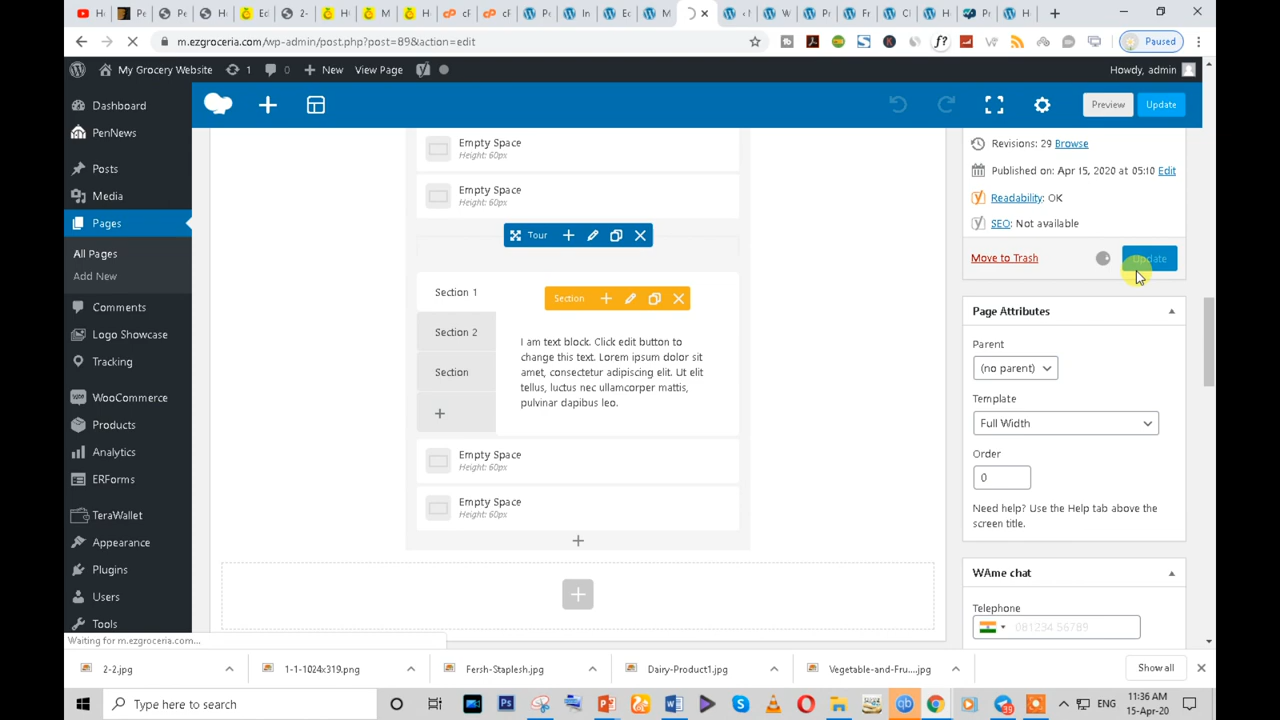 m.ezgroceria.com/wp-admin/post.php?post=89&action=edit
Paused
My Grocery Website
1
0
New
View Page
Howdy, admin
Dashboard
PenNews
Posts
Media
Pages
All Pages
Add New
Comments
Logo Showcase
Tracking
WooCommerce
Products
Analytics
ERForms
TeraWallet
Appearance
Plugins
Users
Tools
Preview
Update
Empty Space
Height: 60px
Empty Space
Height: 60px
Tour
Section 1
Section
Section 2
Section
I am text block. Click edit button to
change this text. Lorem ipsum dolor sit
amet, consectetur adipiscing elit. Ut elit
tellus, luctus nec ullamcorper mattis,
pulvinar dapibus leo.
Empty Space
Height: 60px
Empty Space
Height: 60px
Revisions: 29 Browse
Published on: Apr 15, 2020 at 05:10 Edit
Readability: OK
SEO: Not available
Move to Trash
Update
Page Attributes
Parent
(no parent)
Template
Full Width
Order
0
Need help? Use the Help tab above the
screen title.
WAme chat
Telephone
081234 56789
Waiting for m.ezgroceria.com...
2-2.jpg
1-1-1024x319.png
Fersh-Staplesh.jpg
Dairy-Product1.jpg
Vegetable-and-Fru....jpg
Show all
Type here to search
ENG
11:36 AM
15-Apr-20